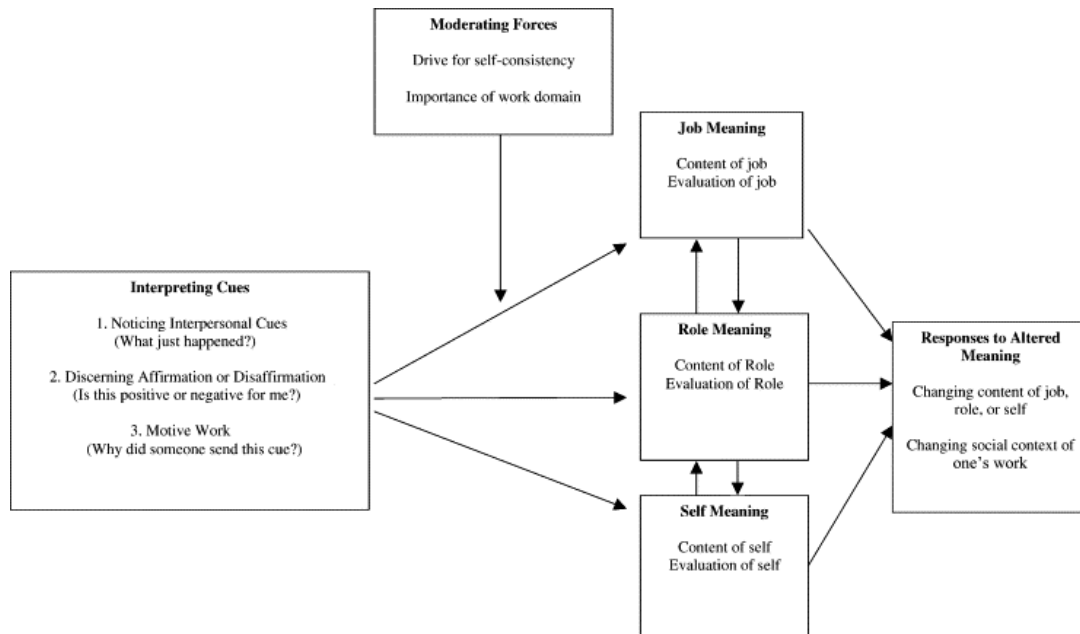 Moderating Forces
Drive for self-consistency
Importance of work domain
Job Meaning
Content of job
Evaluation of job
Interpreting Cues
1. Noticing Interpersonal Cues
(What just happened?)
2. Discerning Affirmation or Disaffirmation
(Is this positive or negative for me?)
3. Motive Work
(Why did someone send this cue?)
Role Meaning
Content of Role
Evaluation of Role
Responses to Altered
Meaning
Changing content of job,
role, or self
Changing social context of
one's work
Self Meaning
Content of self
Evaluation of self